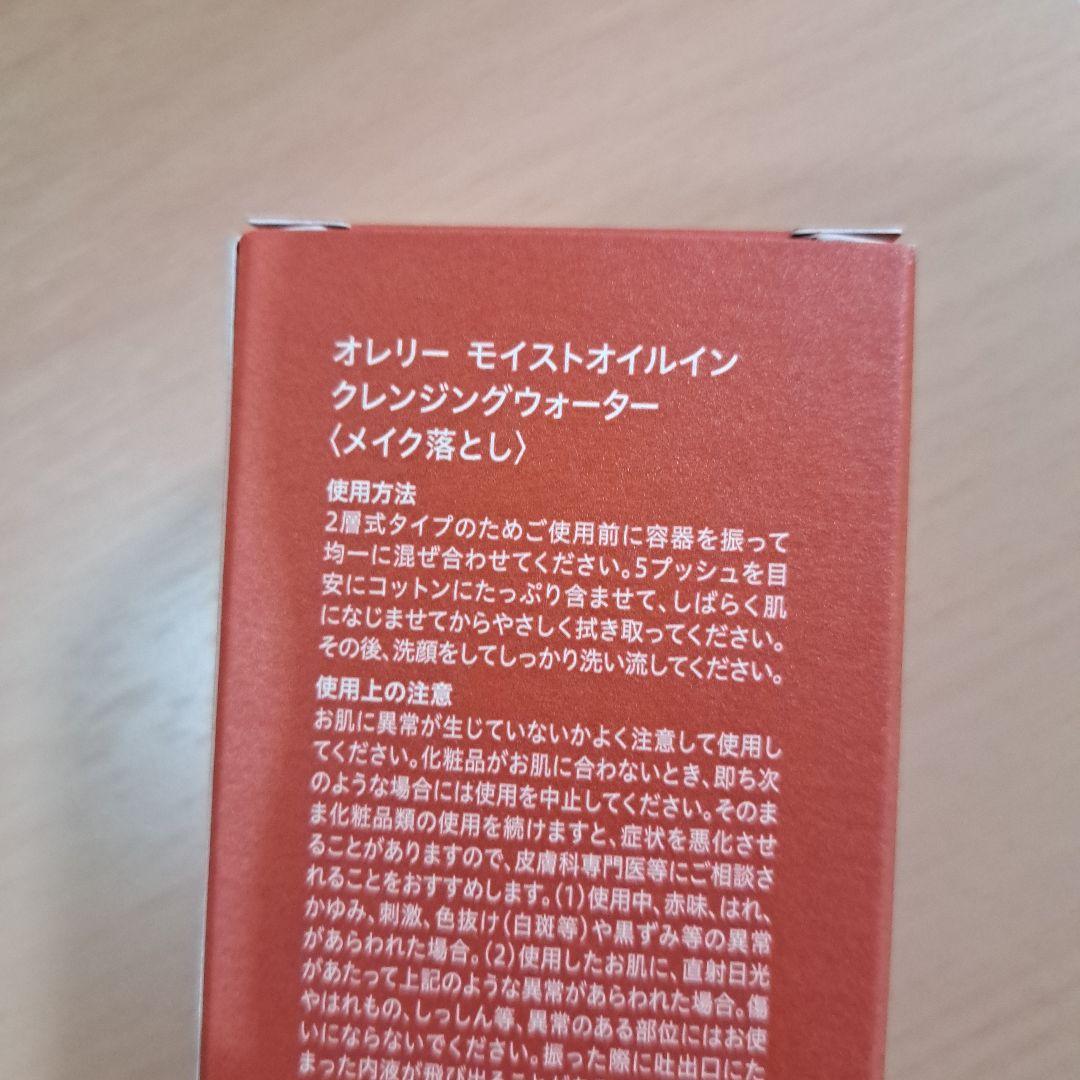 オレリー モイストオイルイン
クレンジングウォーター
〈メイク落とし〉
使用方法
2層式タイプのためご使用前に容器を振って
均一に混ぜ合わせてください。5プッシュを目
安にコットンにたっぷり含ませて、しばらく肌
になじませてからやさしく拭き取ってください。
その後、洗顔をしてしっかり洗い流してください。
使用上の注意
お肌に異常が生じていないかよく注意して使用し
てください。化粧品がお肌に合わないとき、即ち次
のような場合には使用を中止してください。そのま
ま化粧品類の使用を続けますと、症状を悪化させ
ることがありますので、皮膚科専門医等にご相談さ
れることをおすすめします。(1)使用中、赤味、はれ、
かゆみ、刺激、色抜け(白斑等)や黒ずみ等の異常
があらわれた場合。(2)使用したお肌に、直射日光
があたって上記のような異常があらわれた場合。傷
やはれもの、しっしん等、異常のある部位にはお使
いにならないでください。振った際に吐出口にた
まった内液が飛び出ることが